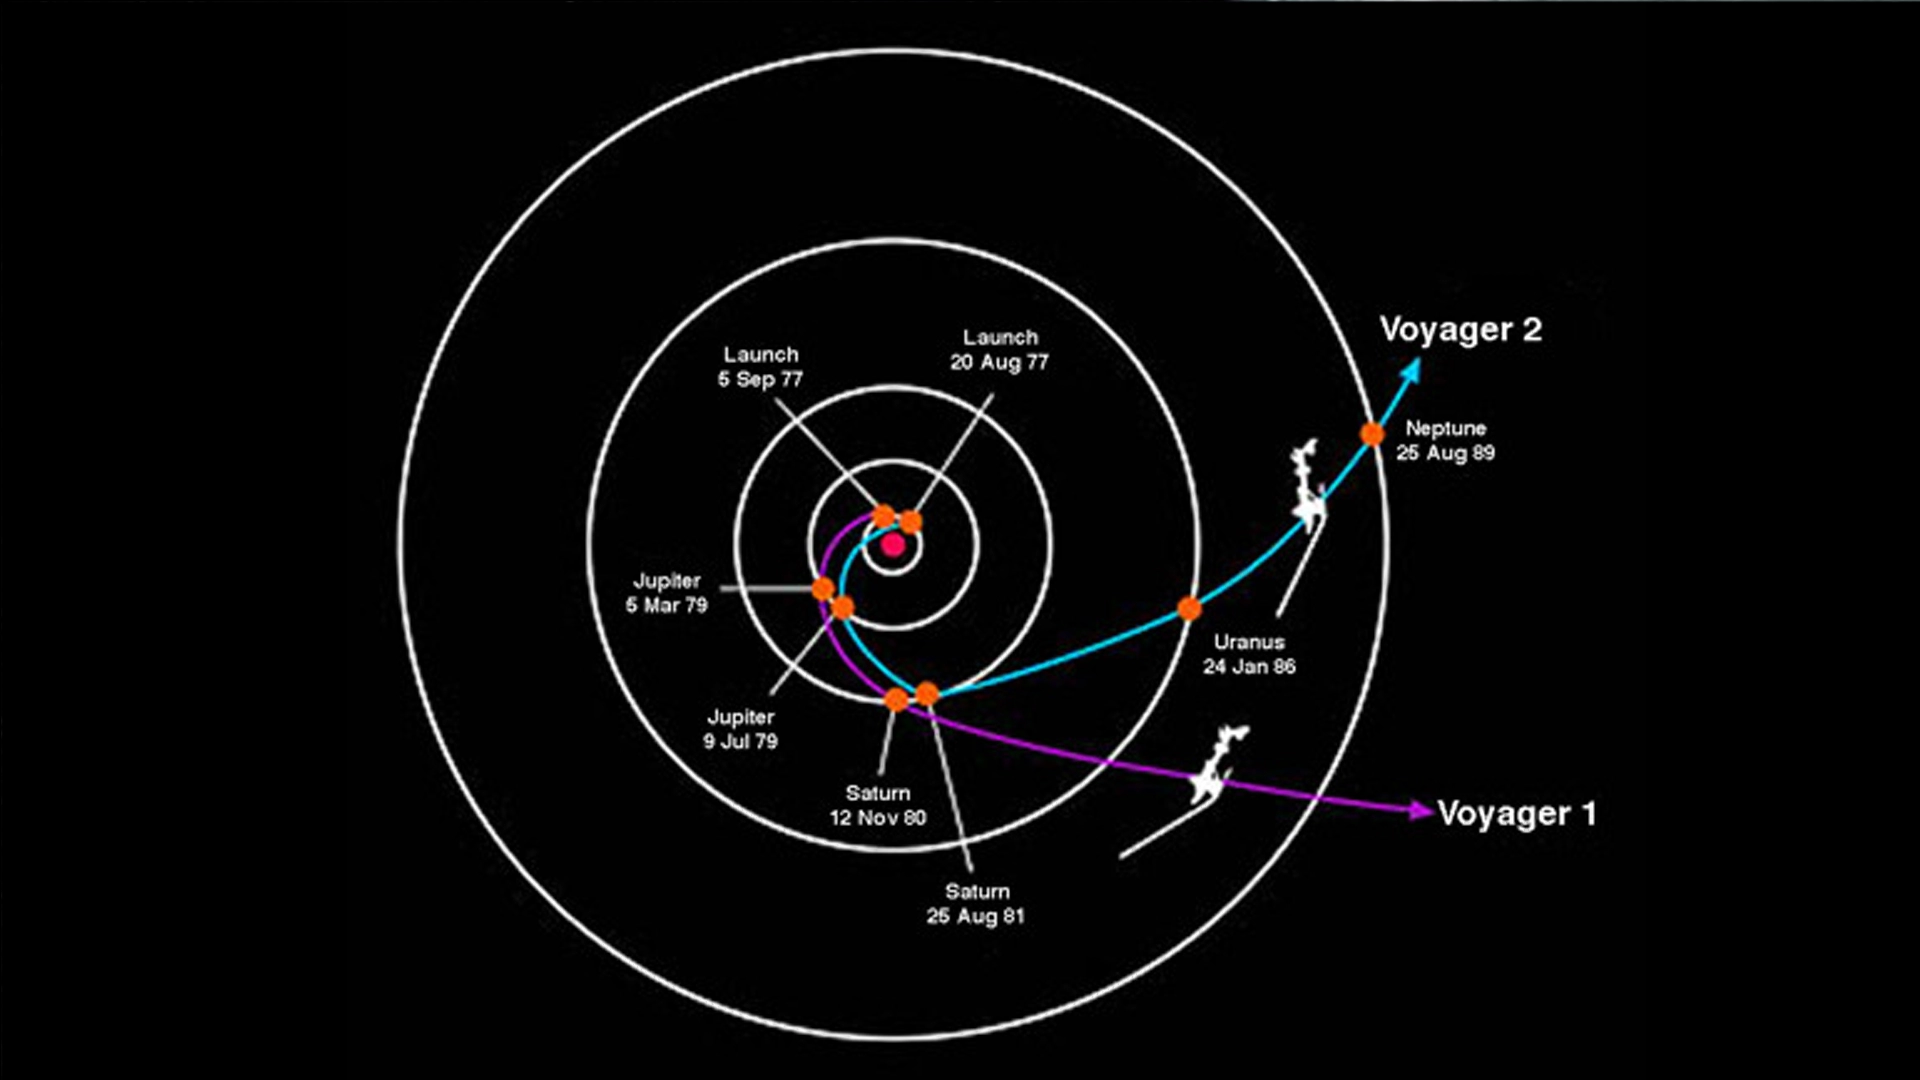 Launch
20 Aug 77
Launch
5 Sep 77
Voyager 2
Neptune
25 Aug 89
Jupiter
5 Mar 79
Uranus
24 Jan 86
Jupiter
9 Jul 79
Saturn
12 Nov 80
Voyager 1
Saturn
25 Aug 81